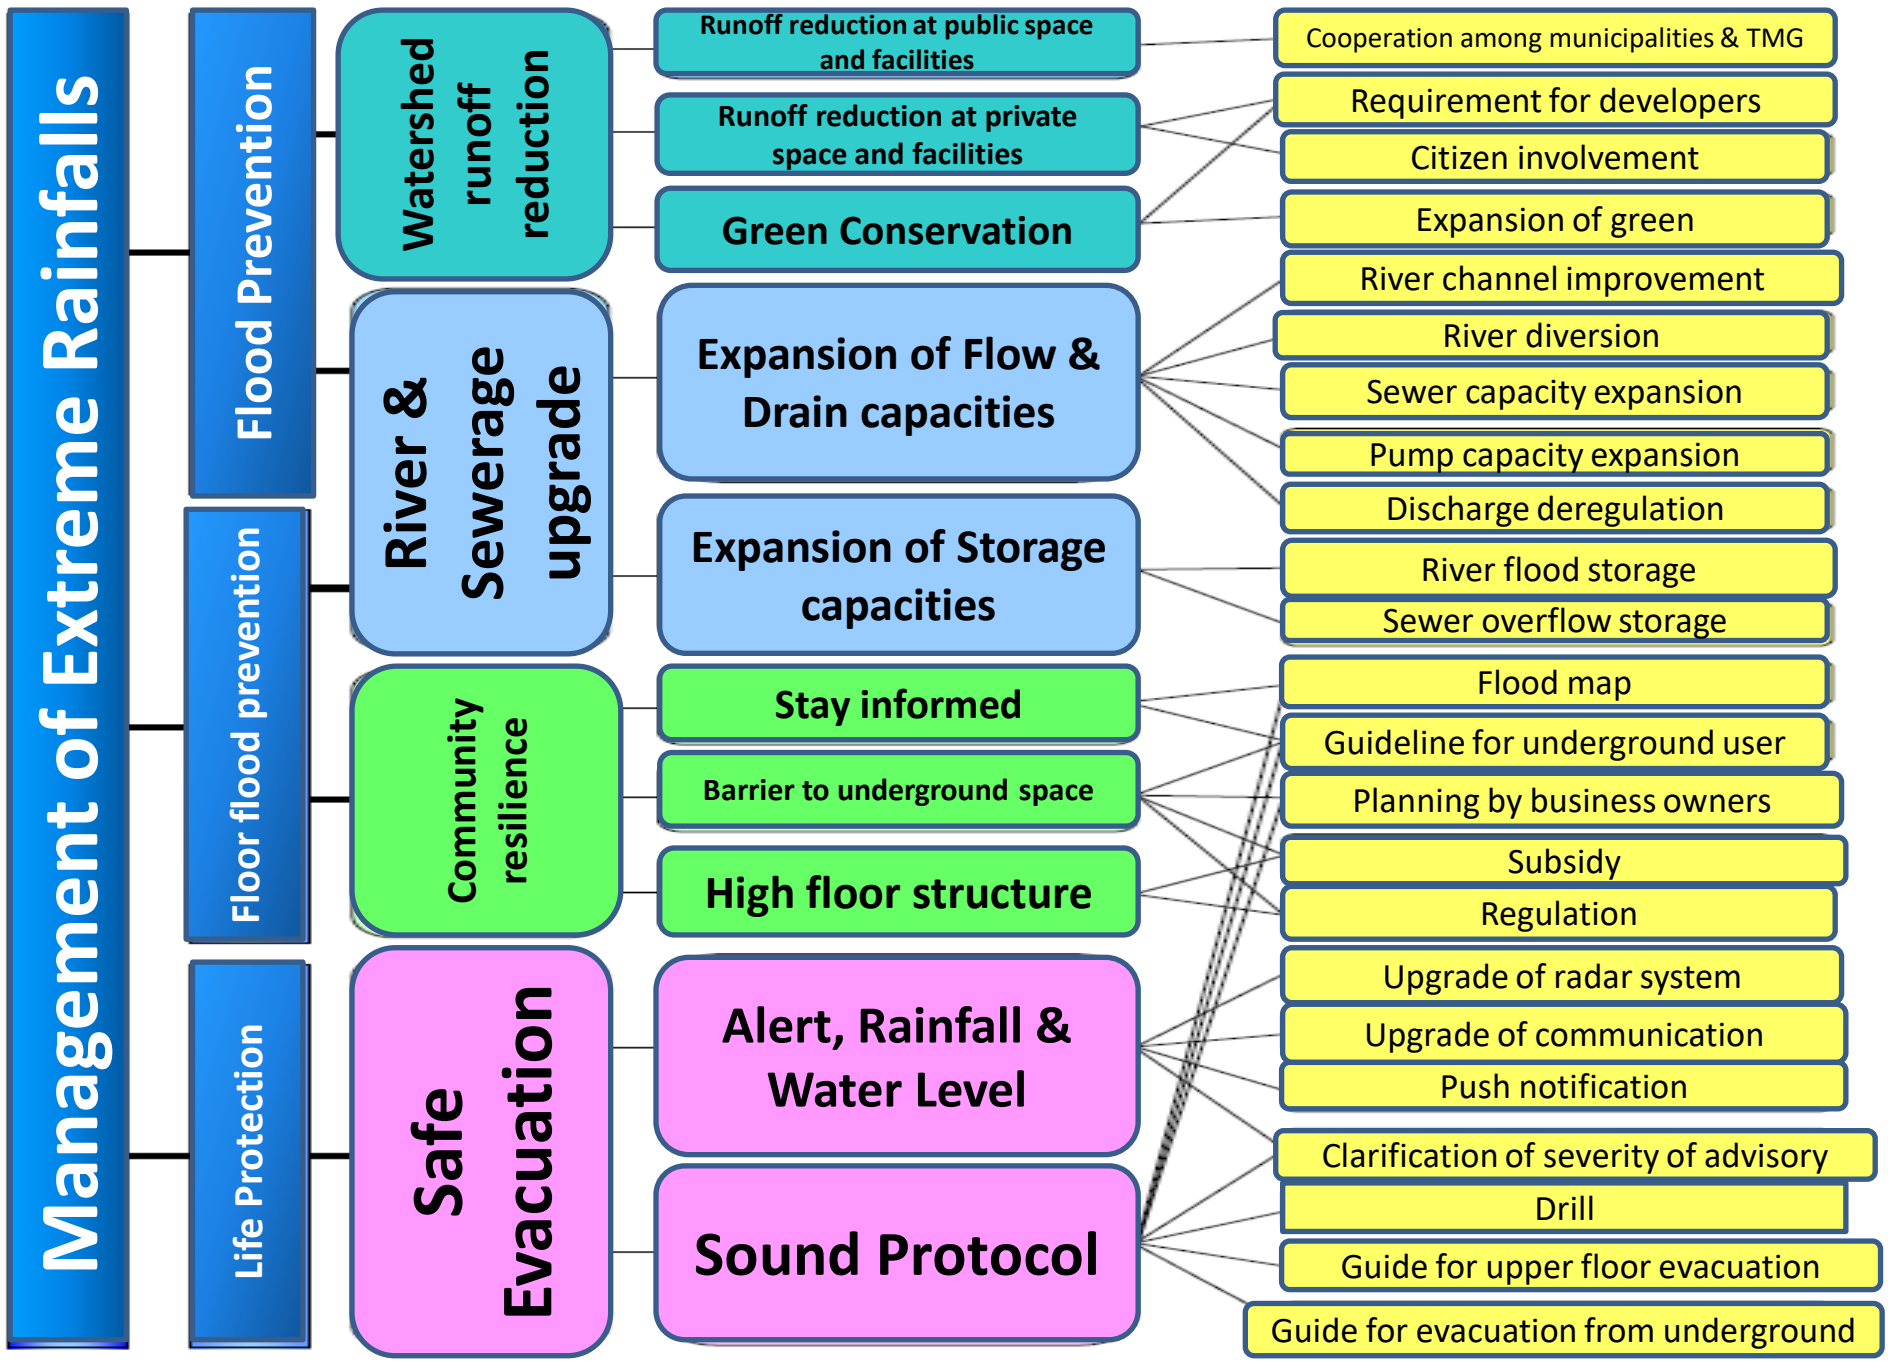 Management of Extreme Rainfalls
Flood Prevention
Floor flood prevention
Life Protection
Watershed
runoff
reduction
River &
Sewerage
upgrade
Community
resilience
Safe
Evacuation
Runoff reduction at public space
and facilities
Runoff reduction at private
space and facilities
Green Conservation
Expansion of Flow &
Drain capacities
Expansion of Storage
capacities
Stay informed
Barrier to underground space
High floor structure
Alert, Rainfall &
Water Level
Sound Protocol
Cooperation among municipalities & TMG
Requirement for developers
Citizen involvement
Expansion of green
River channel improvement
River diversion
Sewer capacity expansion
Pump capacity expansion
Discharge deregulation
River flood storage
Sewer overflow storage
Flood map
Guideline for underground user
Planning by business owners
Subsidy
Regulation
Upgrade of radar system
Upgrade of communication
Push notification
Clarification of severity of advisory
Drill
Guide for upper floor evacuation
Guide for evacuation from underground